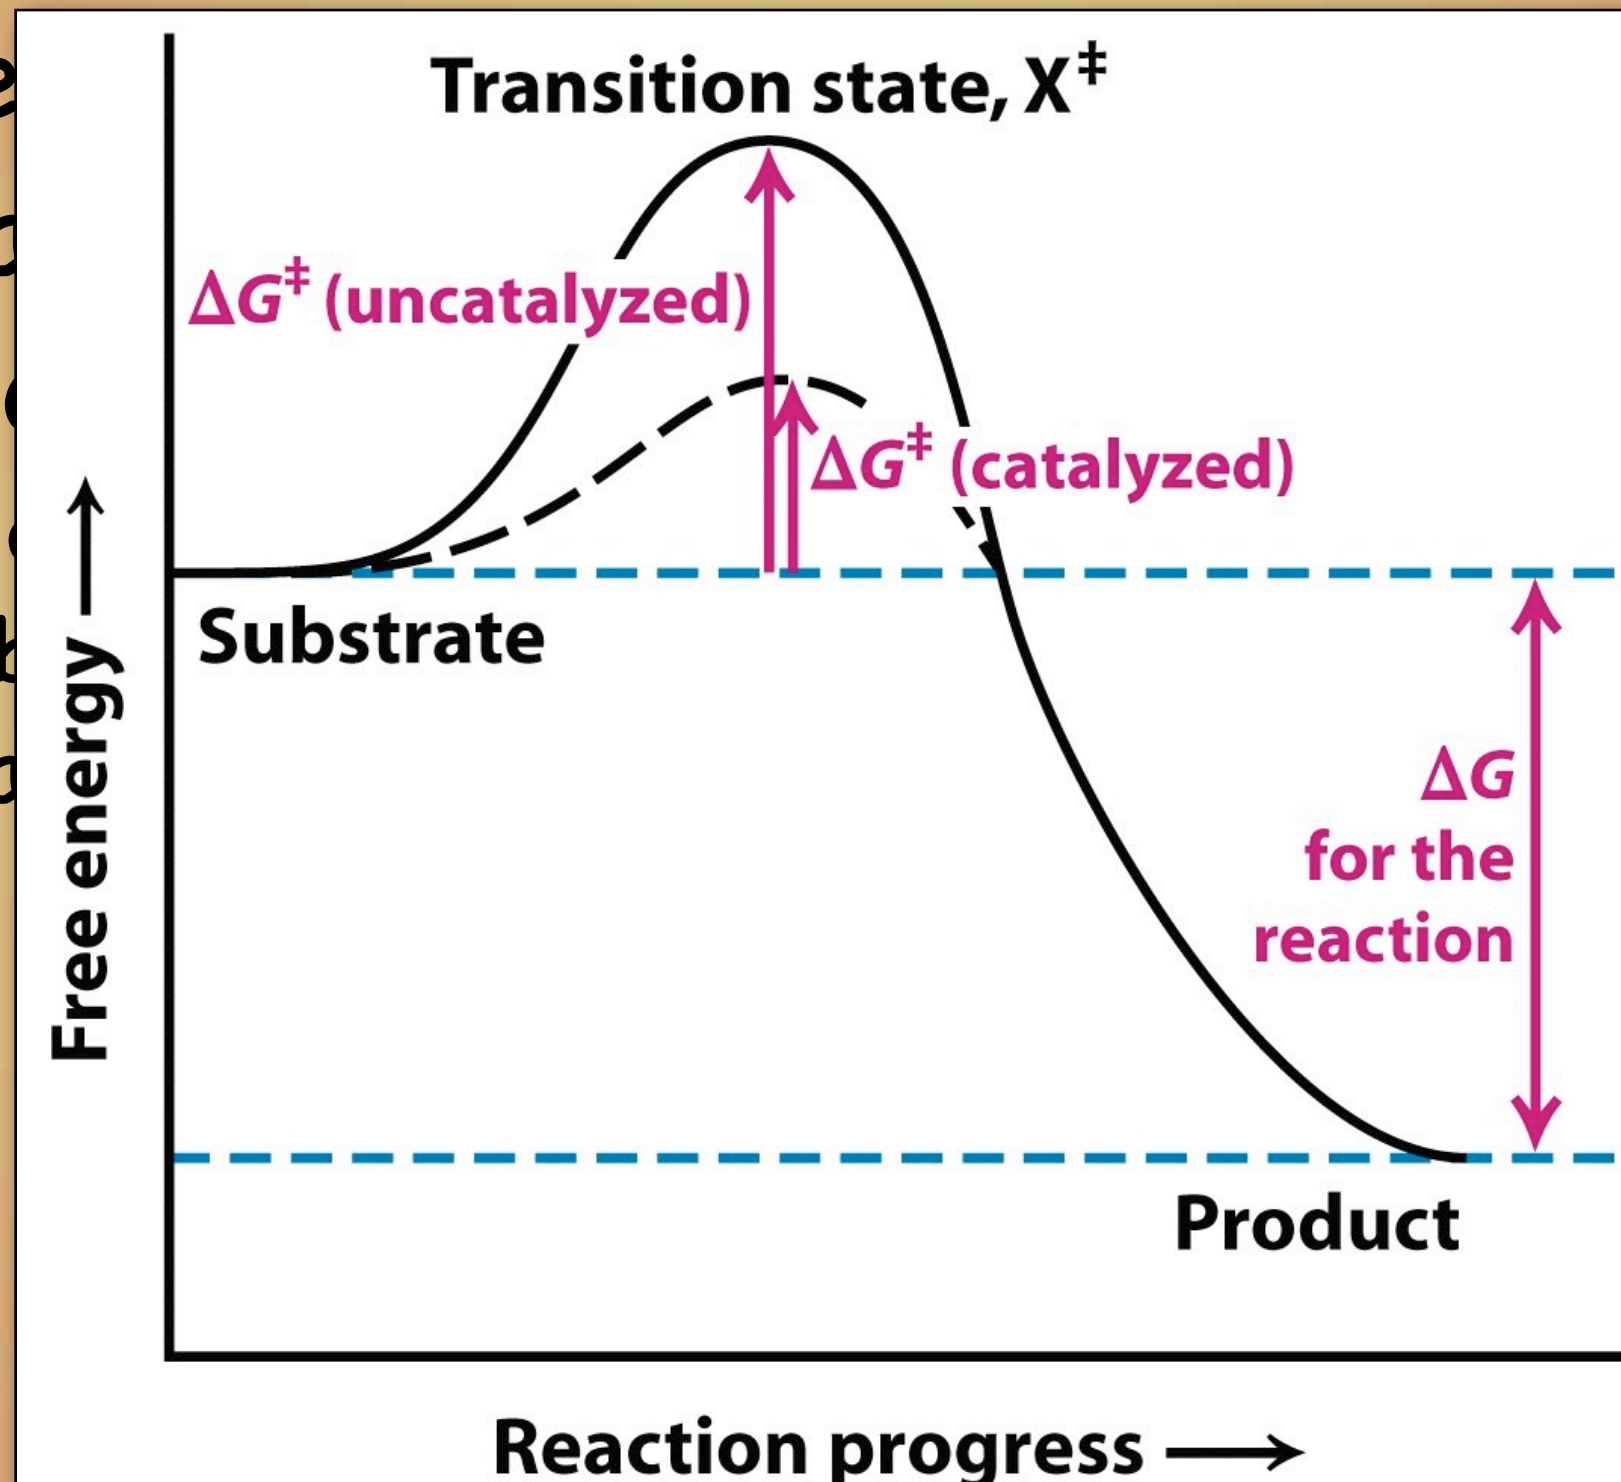 Transition state, X‡
ΔG‡ (uncatalyzed)
ΔG‡ (catalyzed)
Substrate
Free energy →
ΔG
for the
reaction
Product
Reaction progress →